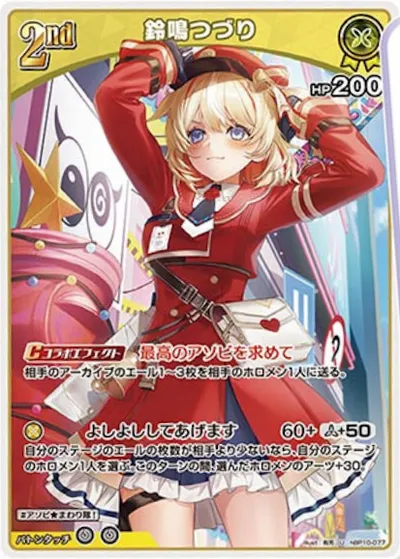 2nd
鈴鳴つづり
HP200
コラボエフェクト 最高のアソビを求めて
相手のアーカイブのエール1～3枚を相手のホロメン1人に送る。
よしよししてあげます 60+ +50
自分のステージのエールの枚数が相手より少ないなら、自分のステージ
のホロメン1人を選ぶ。このターンの間、選んだホロメンのアーツ+30。
#アソビ★まわり隊!
バトンタッチ
U hBP10-077